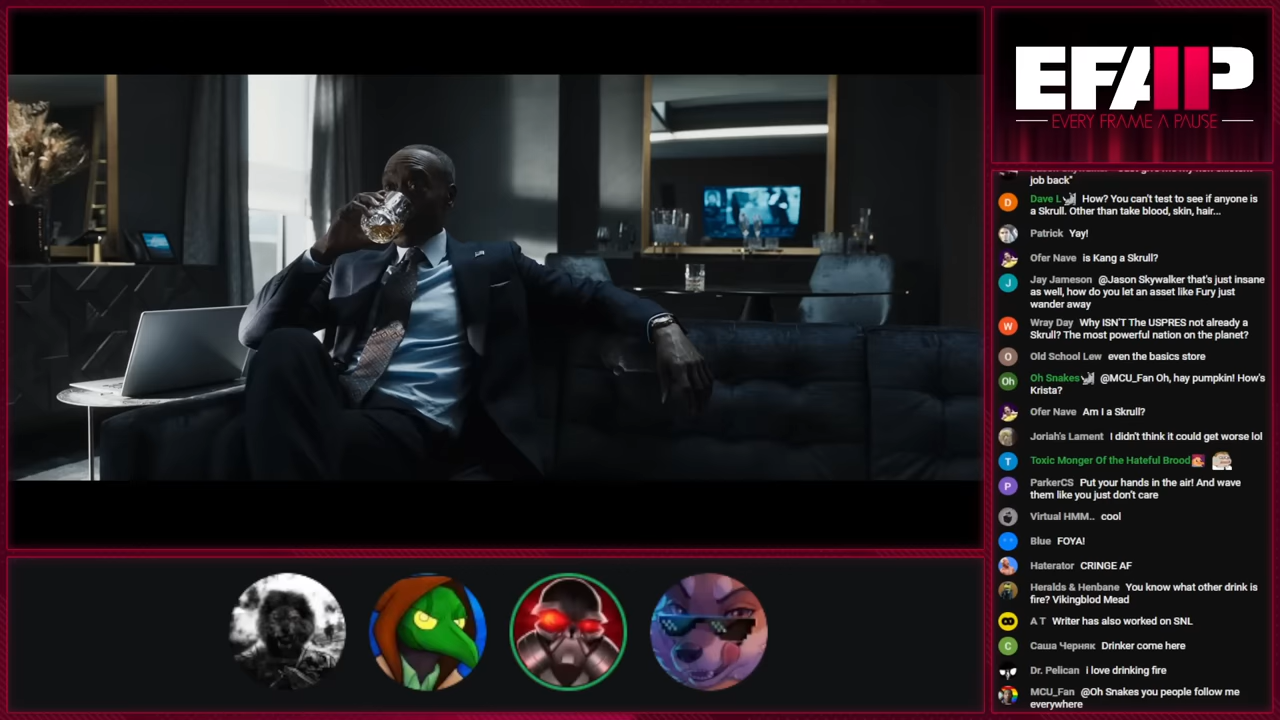 EFAP
EVERY FRAME A PAUSE
job back"
Dave L How? You can't test to see if anyone is
a Skrull. Other than take blood, skin, hair...
Patrick Yay!
Ofer Nave is Kang a Skrull?
Jay Jameson @Jason Skywalker that's just insane
as well, how do you let an asset like Fury just
wander away
Wray Day Why ISN'T The USPRES not already a
Skrull? The most powerful nation on the planet?
Old School Lew even the basics store
Oh Snakes @MCU_Fan Oh, hay pumpkin! How's
Krista?
Ofer Nave Am I a Skrull?
Joriah's Lament I didn't think it could get worse lol
Toxic Monger Of the Hateful Brood
ParkerCS Put your hands in the air! And wave
them like you just don't care
Virtual HMM.. cool
Blue FOYA!
Haterator CRINGE AF
Heralds & Henbane You know what other drink is
fire? Vikingblod Mead
A T Writer has also worked on SNL
Саша Черняк Drinker come here
Dr. Pelican i love drinking fire
MCU_Fan @Oh Snakes you people follow me
everywhere
D
J
W
O
Oh
T
P
C